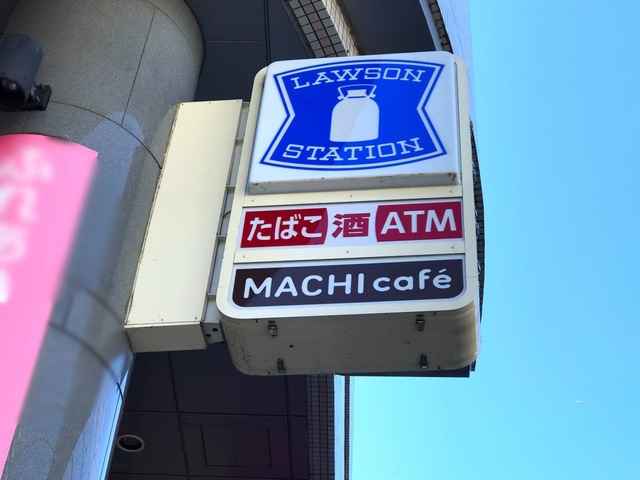 LAWSON
STATION
たばこ 酒 ATM
MACHI café